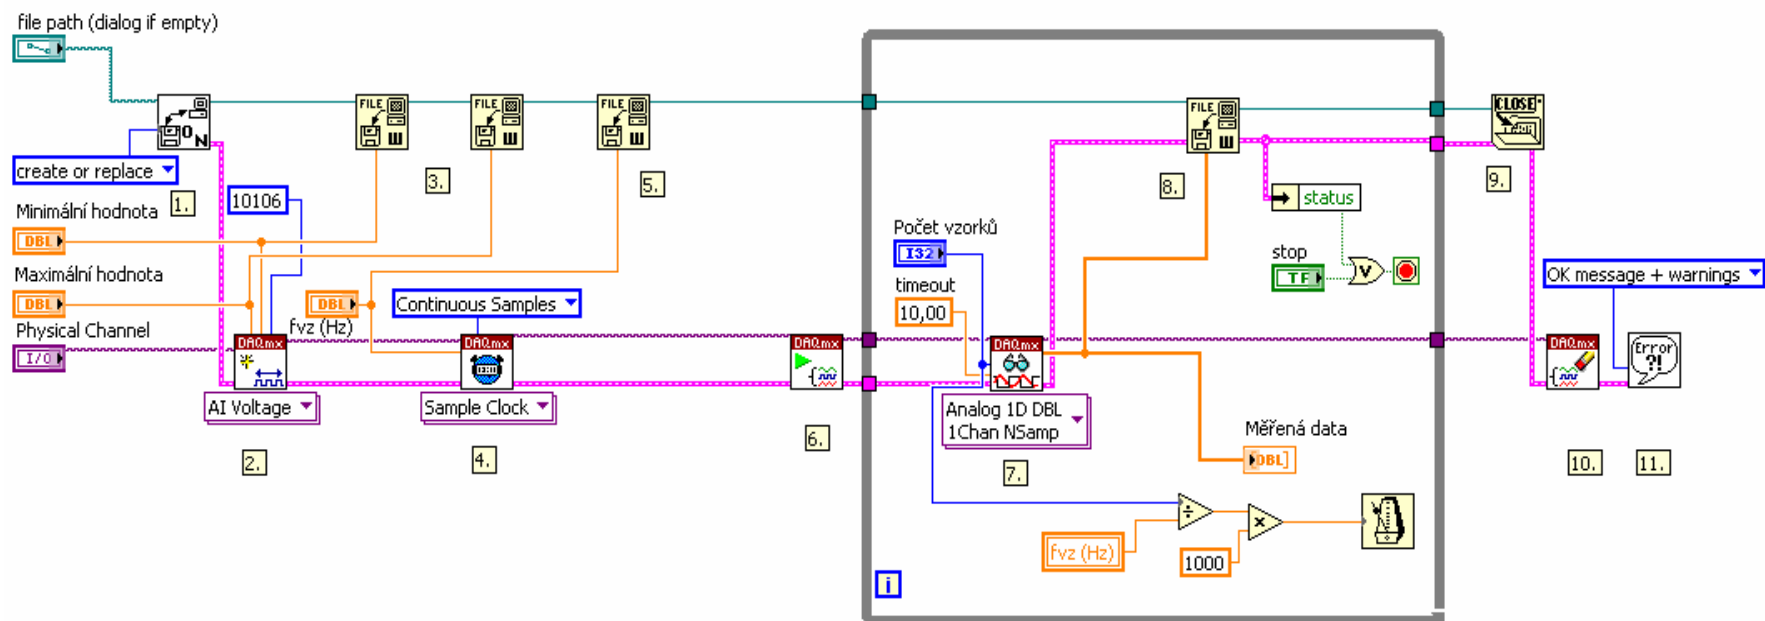 file path (dialog if empty)
FILE
FILE
FILE
FILE
CLOSE
O
N
create or replace
1.
3.
5.
8.
9.
10106
status
Minimální hodnota
DBL
Počet vzorků
I32
stop
TF
V
Maximální hodnota
DBL
DBL
Continuous Samples
timeout
10,00
OK message + warnings
Physical Channel
I/O
fvz (Hz)
DAQmx
DAQmx
DAQmx
DAQmx
DAQmx
Error
?!
AI Voltage
Sample Clock
Analog 1D DBL
1Chan NSamp
6.
Měřená data
DBL]
2.
4.
7.
10.
11.
÷
x
fvz (Hz)
1000
i